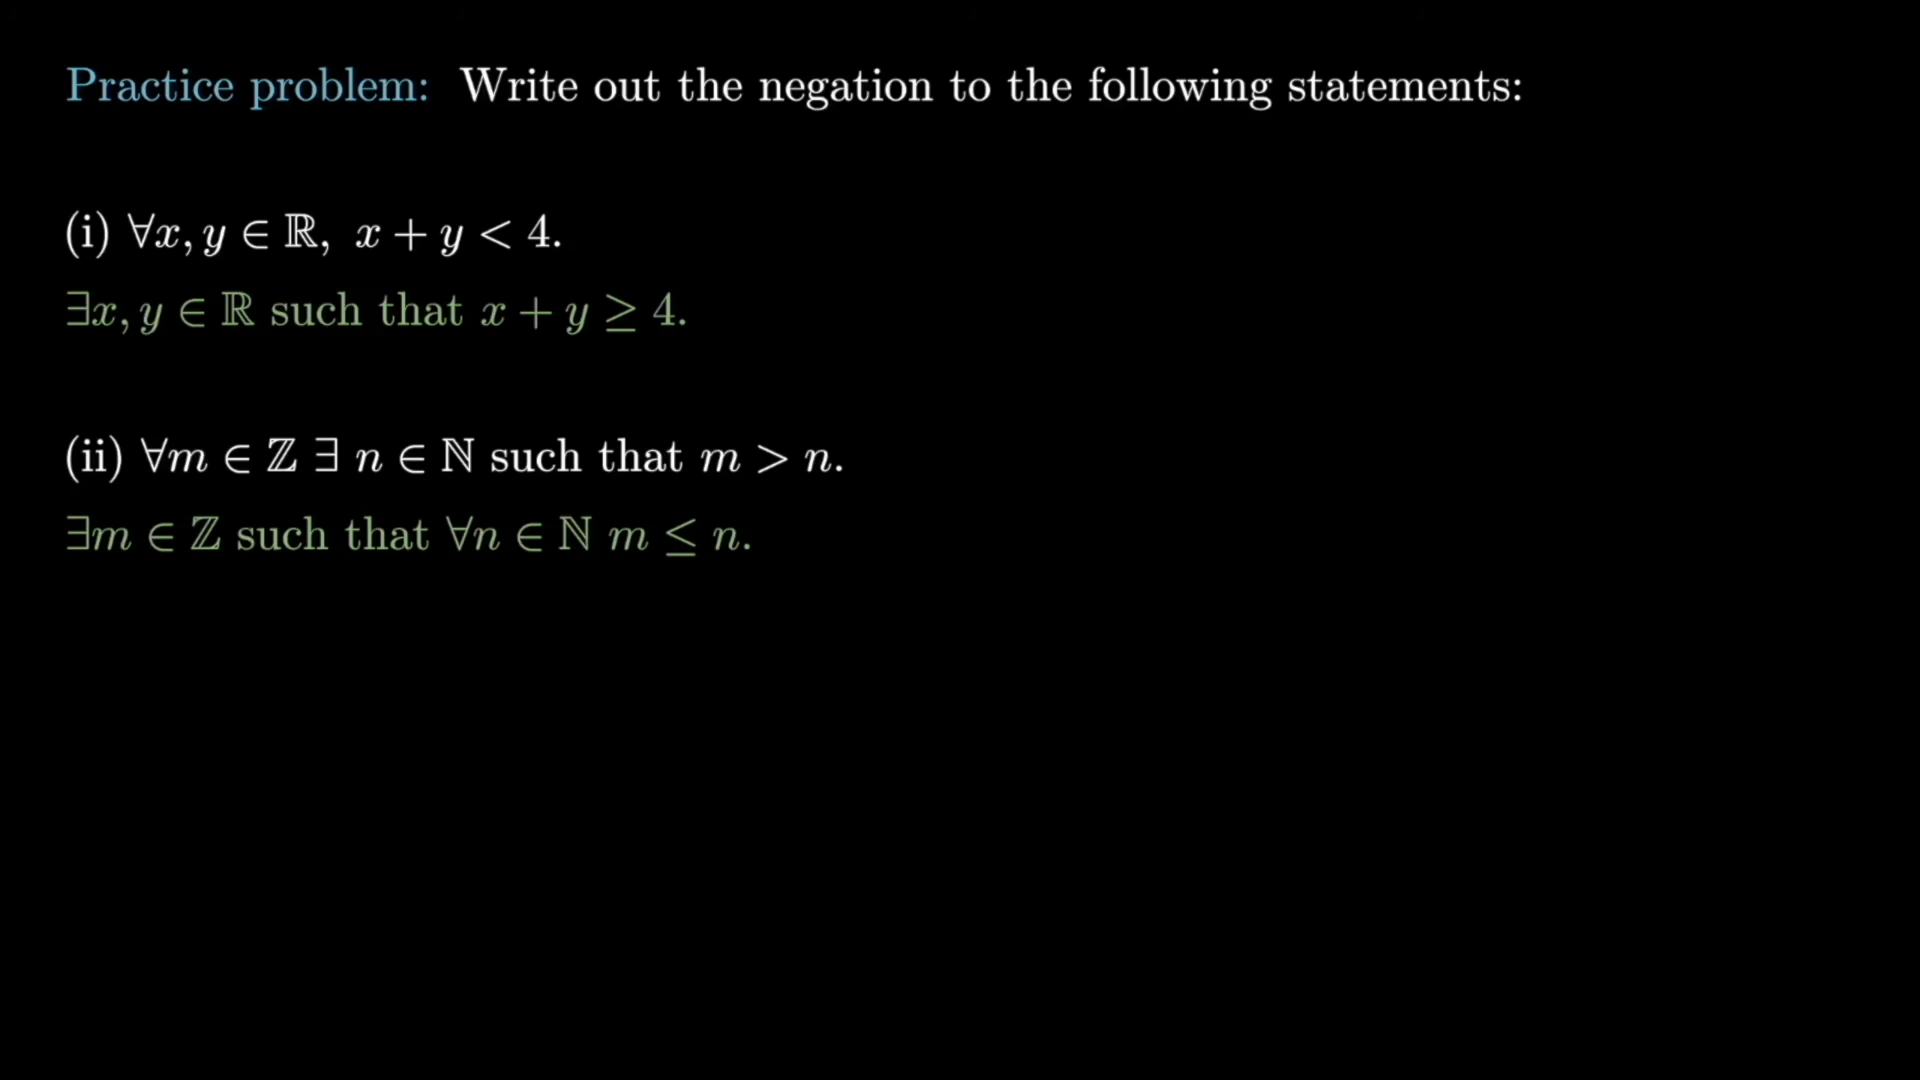 Practice problem: Write out the negation to the following statements:
(i) ∀x, y ∈ ℝ, x + y < 4.
∃x, y ∈ ℝ such that x + y ≥ 4.
(ii) ∀m ∈ ℤ ∃ n ∈ ℕ such that m > n.
∃m ∈ ℤ such that ∀n ∈ ℕ m ≤ n.